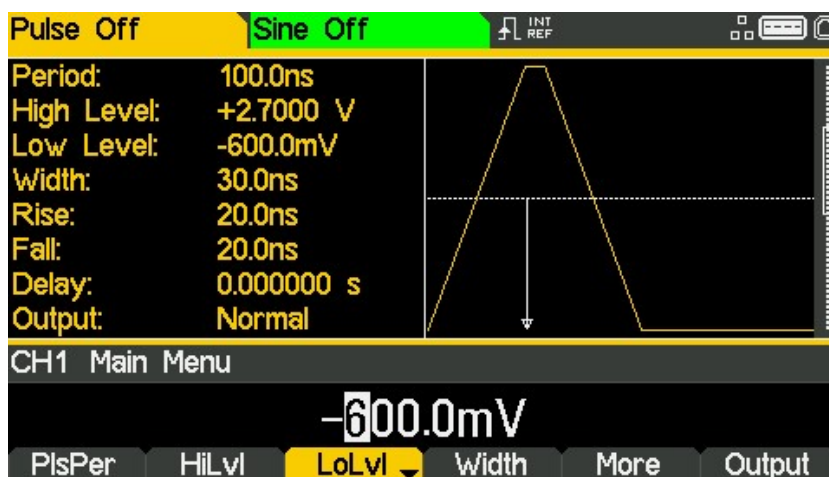 Pulse Off Sine Off INT REF
Period: 100.0ns
High Level: +2.7000 V
Low Level: -600.0mV
Width: 30.0ns
Rise: 20.0ns
Fall: 20.0ns
Delay: 0.000000 s
Output: Normal
CH1 Main Menu
-600.0mV
PlsPer HiLvl LoLvl Width More Output